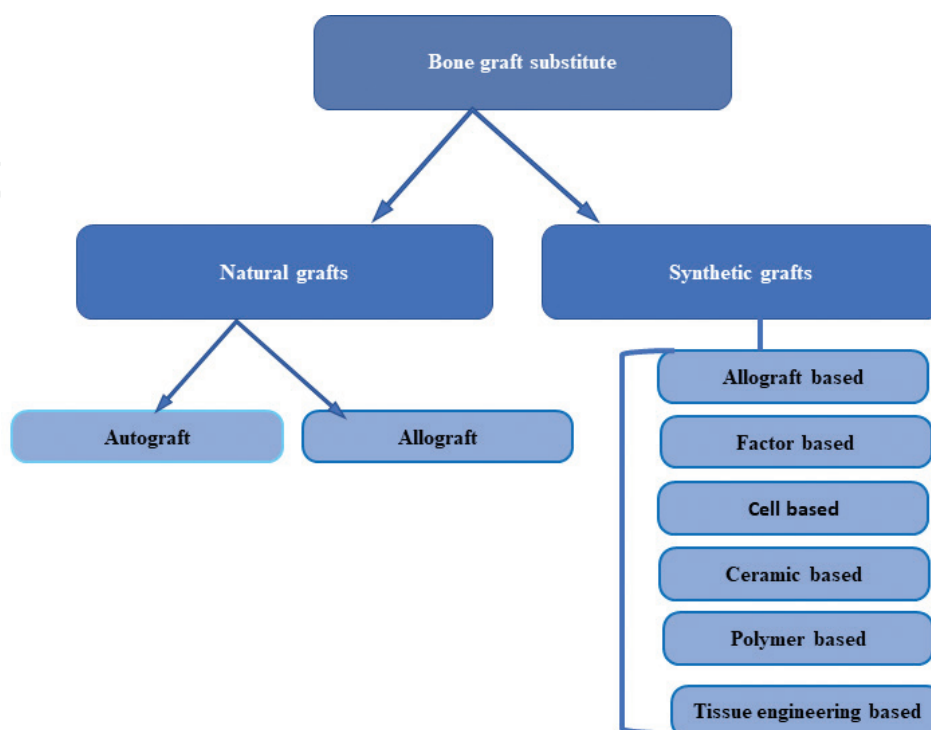 Bone graft substitute
Natural grafts
Synthetic grafts
Autograft
Allograft
Allograft based
Factor based
Cell based
Ceramic based
Polymer based
Tissue engineering based